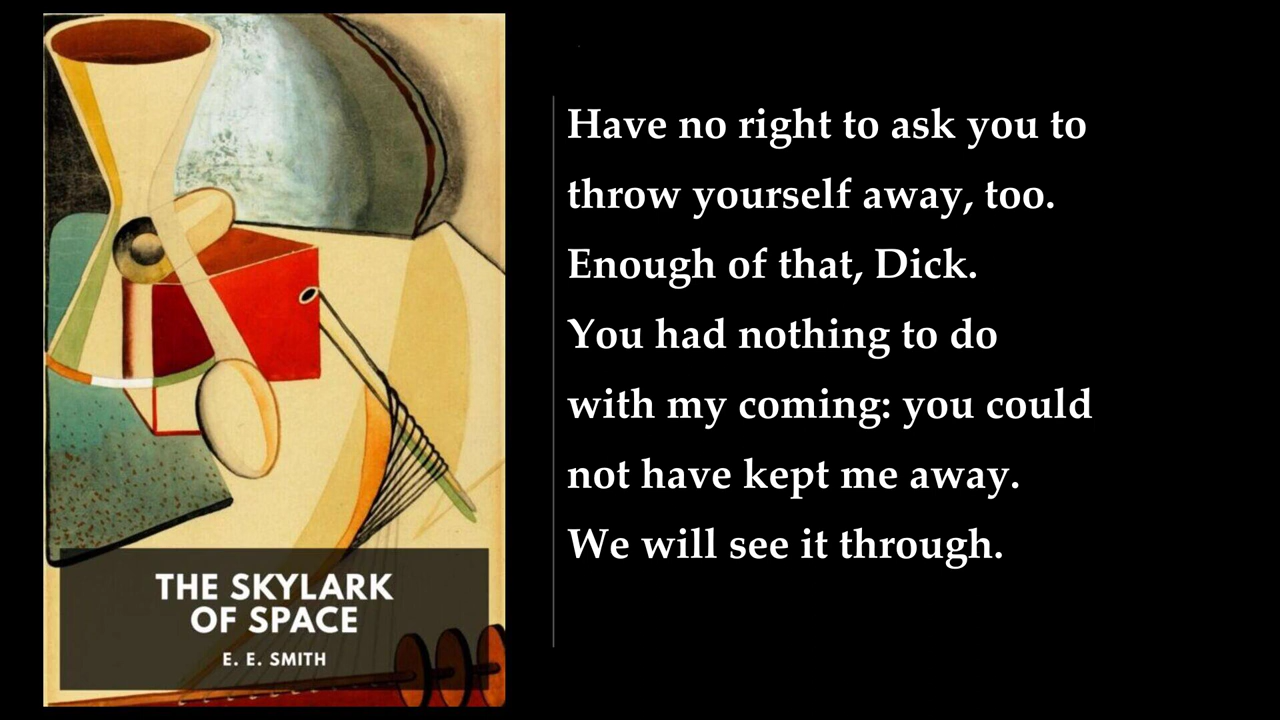 THE SKYLARK
OF SPACE
E. E. SMITH
Have no right to ask you to
throw yourself away, too.
Enough of that, Dick.
You had nothing to do
with my coming: you could
not have kept me away.
We will see it through.